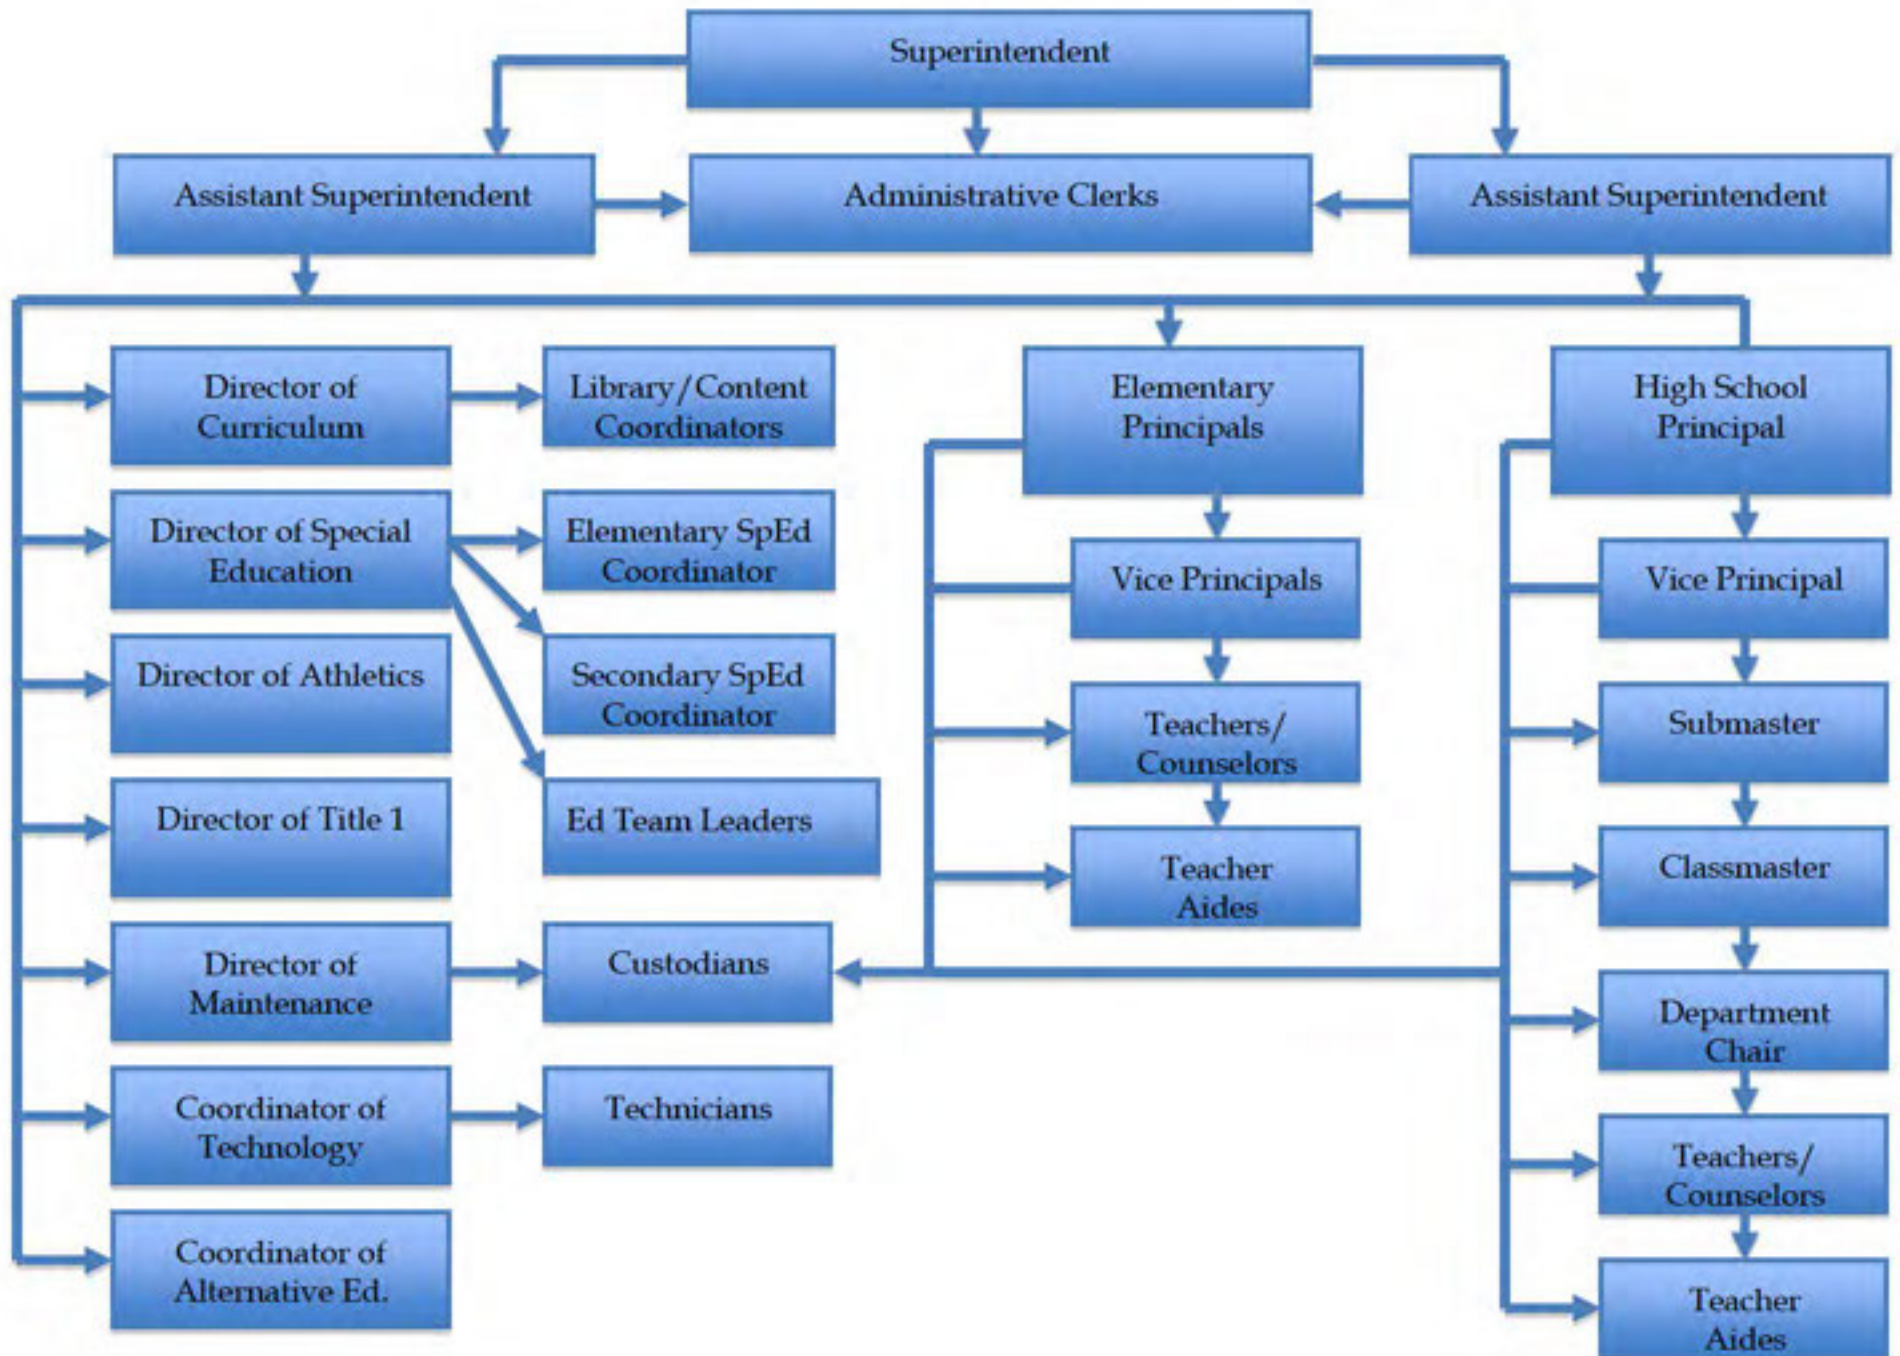 Superintendent
Assistant Superintendent
Administrative Clerks
Assistant Superintendent
Director of
Curriculum
Library/Content
Coordinators
Elementary
Principals
High School
Principal
Director of Special
Education
Elementary SpEd
Coordinator
Vice Principals
Vice Principal
Director of Athletics
Secondary SpEd
Coordinator
Teachers/
Counselors
Submaster
Director of Title 1
Ed Team Leaders
Teacher
Aides
Classmaster
Director of
Maintenance
Custodians
Department
Chair
Coordinator of
Technology
Technicians
Teachers/
Counselors
Coordinator of
Alternative Ed.
Teacher
Aides